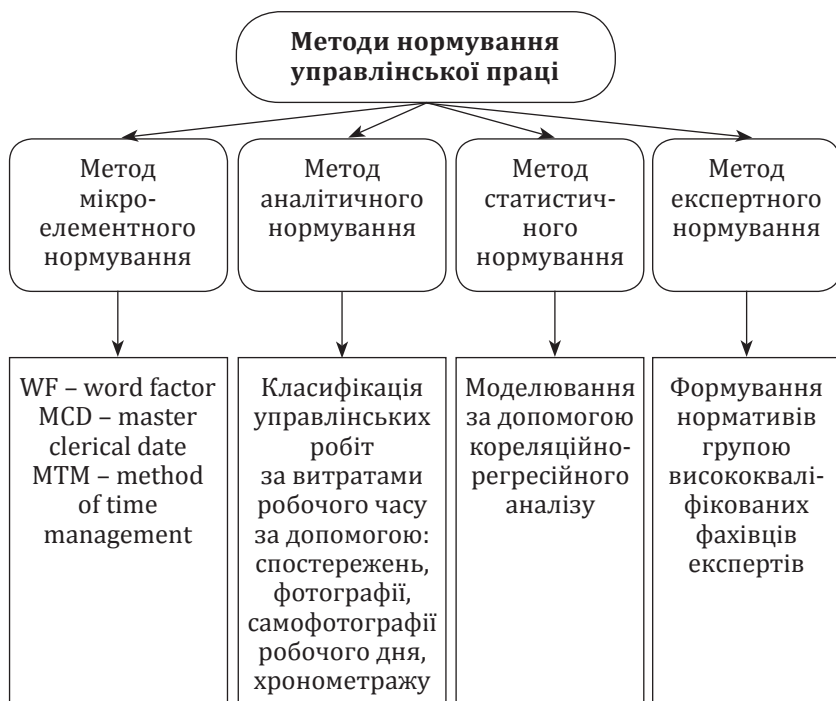 Методи нормування
управлінської праці
Метод
мікро-
елементного
нормування
Метод
аналітичного
нормування
Метод
статистич-
ного
нормування
Метод
експертного
нормування
WF – word factor
MCD – master
clerical date
MTM – method
of time
management
Класифікація
управлінських
робіт
за витратами
робочого часу
за допомогою:
спостережень,
фотографії,
самофотографії
робочого дня,
хронометражу
Моделювання
за допомогою
кореляційно-
регресійного
аналізу
Формування
нормативів
групою
висококвалі-
фікованих
фахівців
експертів